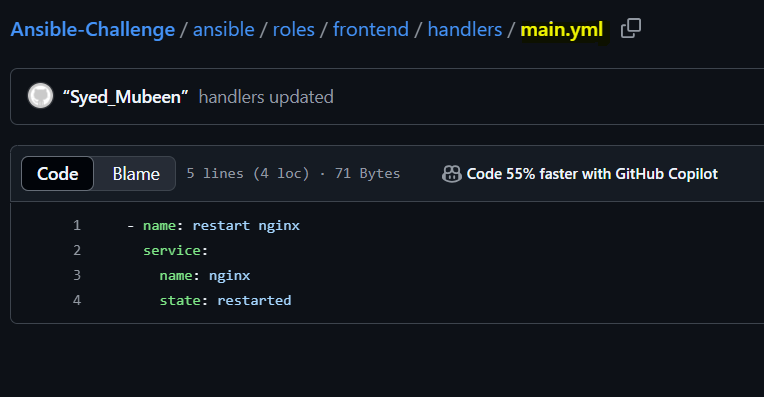 Ansible-Challenge / ansible / roles / frontend / handlers / main.yml
“Syed_Mubeen” handlers updated
Code Blame 5 lines (4 loc) · 71 Bytes Code 55% faster with GitHub Copilot
1 - name: restart nginx
2 service:
3 name: nginx
4 state: restarted